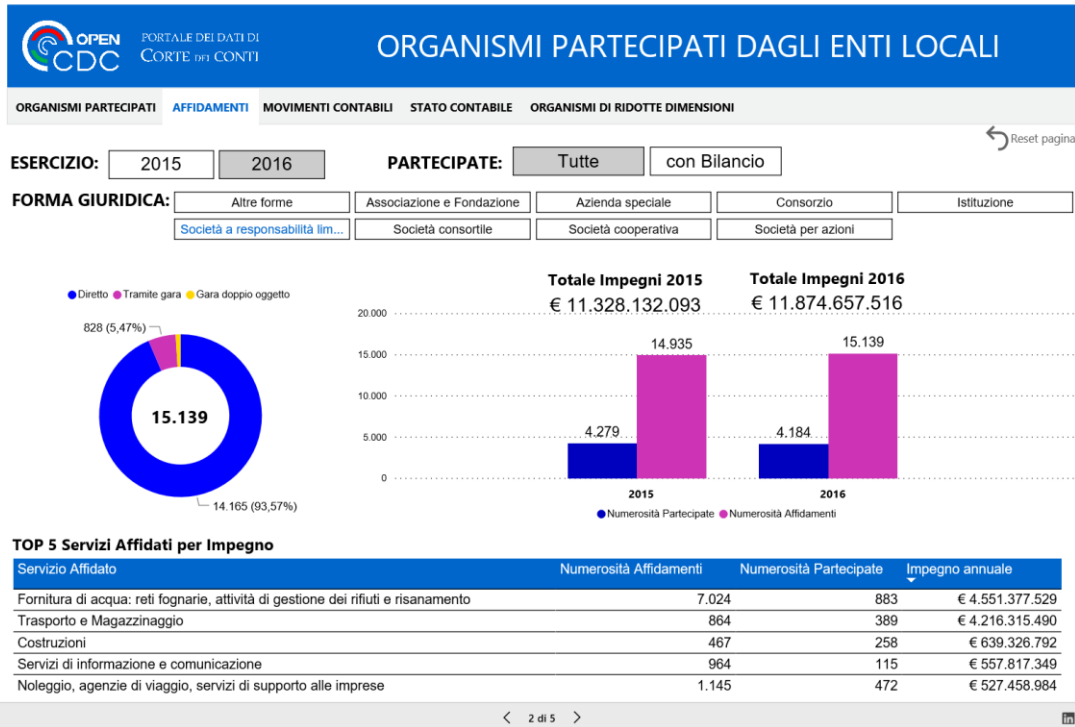 OPEN CDC
PORTALE DEI DATI DI
CORTE DEI CONTI
ORGANISMI PARTECIPATI DAGLI ENTI LOCALI
ORGANISMI PARTECIPATI AFFIDAMENTI MOVIMENTI CONTABILI STATO CONTABILE ORGANISMI DI RIDOTTE DIMENSIONI
Reset pagina
ESERCIZIO: 2015 2016 PARTECIPATE: Tutte con Bilancio
FORMA GIURIDICA: Altre forme Associazione e Fondazione Azienda speciale Consorzio Istituzione
Società a responsabilità lim... Società consortile Società cooperativa Società per azioni
Diretto Tramite gara Gara doppio oggetto
828 (5,47%)
15.139
14.165 (93,57%)
Totale Impegni 2015 Totale Impegni 2016
€ 11.328.132.093 € 11.874.657.516
20.000
15.000
10.000
5.000
0
14.935 15.139
4.279 4.184
2015 2016
Numerosità Partecipate Numerosità Affidamenti
TOP 5 Servizi Affidati per Impegno
Servizio Affidato Numerosità Affidamenti Numerosità Partecipate Impegno annuale
Fornitura di acqua: reti fognarie, attività di gestione dei rifiuti e risanamento 7.024 883 € 4.551.377.529
Trasporto e Magazzinaggio 864 389 € 4.216.315.490
Costruzioni 467 258 € 639.326.792
Servizi di informazione e comunicazione 964 115 € 557.817.349
Noleggio, agenzie di viaggio, servizi di supporto alle imprese 1.145 472 € 527.458.984
2 di 5
in